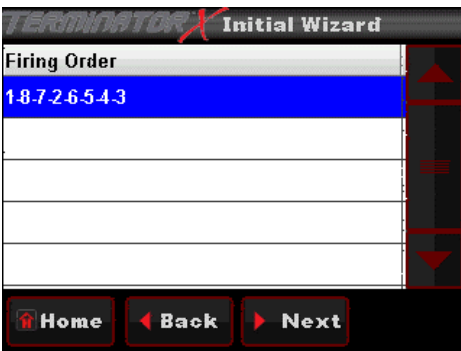 TERMINATOR X Initial Wizard
Firing Order
1-8-7-2-6-5-4-3
Home Back Next